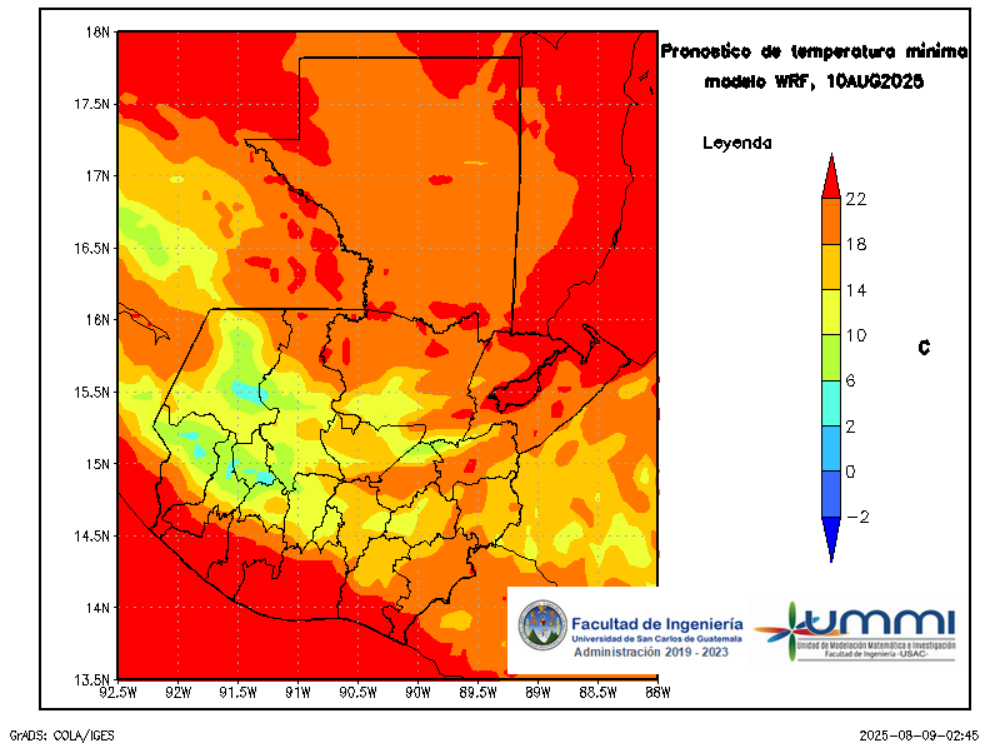 18N
17.5N
17N
16.5N
16N
15.5N
15N
14.5N
14N
13.5N
92.5W 92W 91.5W 91W 90.5W 90W 89.5W 89W 88.5W 88W
Pronostico de temperatura minima
modelo WRF, 10AUG2025
Leyenda
22
18
14
10
6
2
0
-2
C
Facultad de Ingeniería
Universidad de San Carlos de Guatemala
Administración 2019 - 2023
ummi
Unidad de Modelación Matemática e Investigación
Facultad de Ingeniería -USAC-
GrADS: COLA/IGES
2025-08-09-02:45